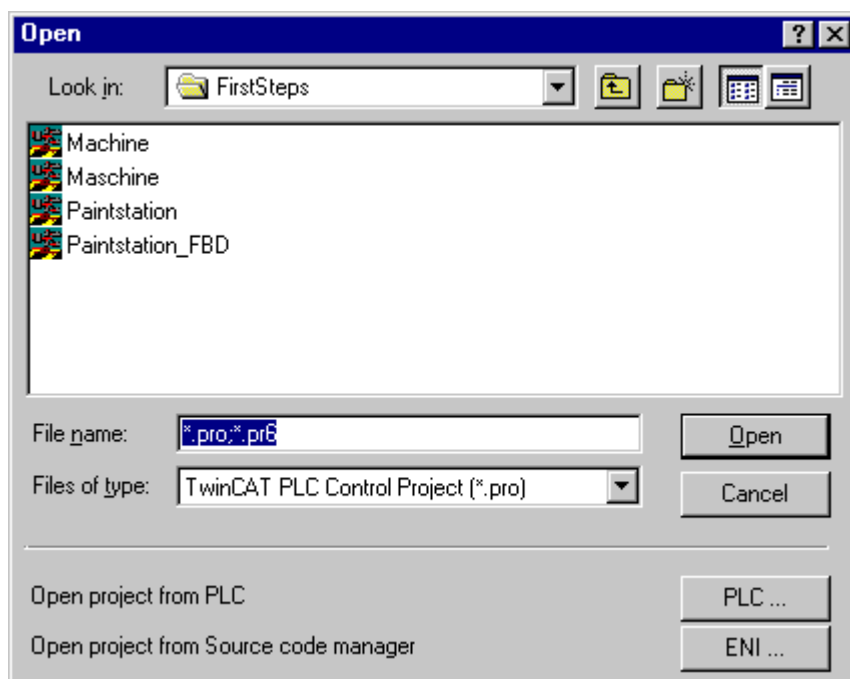 Open
Look in: FirstSteps
Machine
Maschine
Paintstation
Paintstation_FBD
File name: *.pro;*.pr6 Open
Files of type: TwinCAT PLC Control Project (*.pro) Cancel
Open project from PLC PLC ...
Open project from Source code manager ENI ...